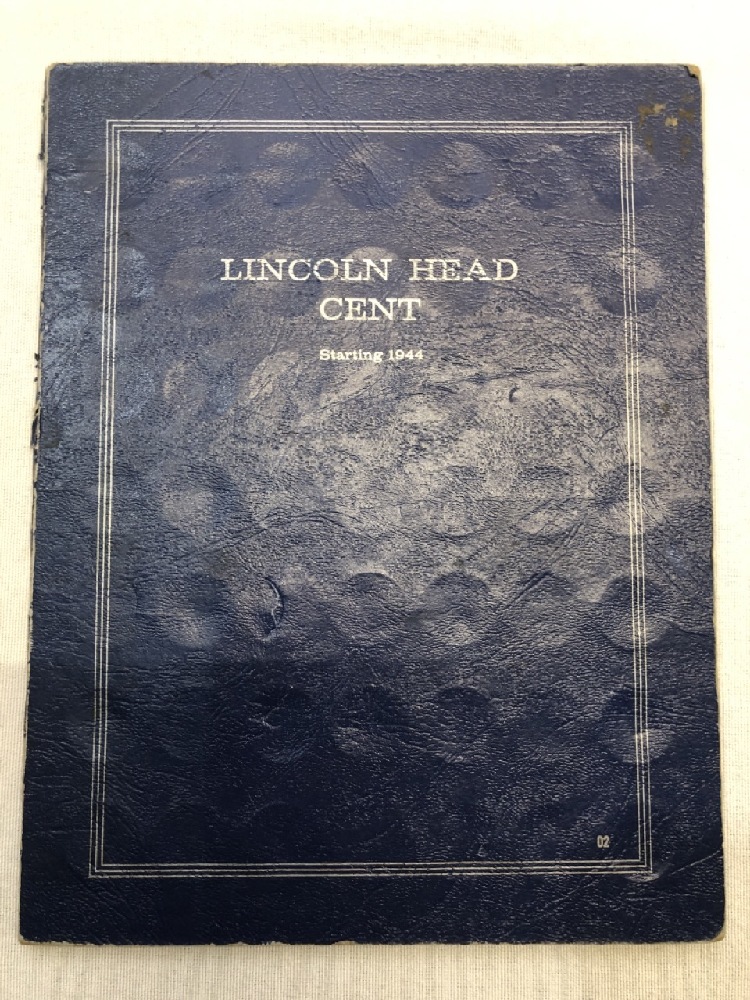 LINCOLN HEAD
CENT
Starting 1944
02